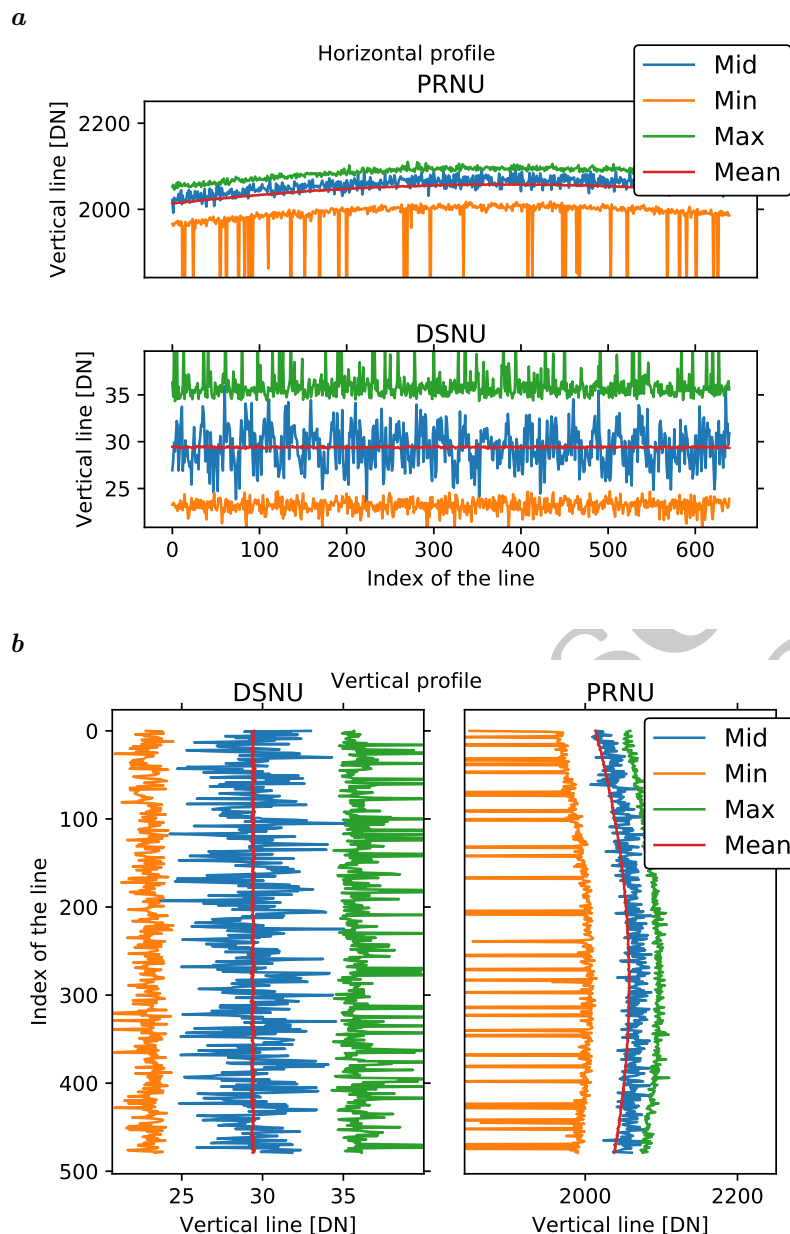 a
Horizontal profile
PRNU
Mid
Min
Max
Mean
2200
2000
Vertical line [DN]
DSNU
35
30
25
Vertical line [DN]
0 100 200 300 400 500 600
Index of the line
b
Vertical profile
DSNU PRNU
0
100
200
300
400
500
Index of the line
Mid
Min
Max
Mean
25 30 35
2000 2200
Vertical line [DN] Vertical line [DN]